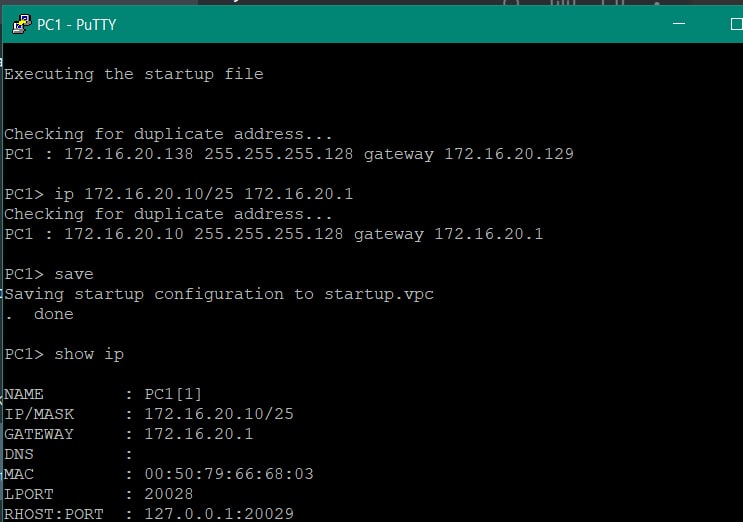 PC1 - PuTTY
Executing the startup file
Checking for duplicate address...
PC1 : 172.16.20.138 255.255.255.128 gateway 172.16.20.129
PC1> ip 172.16.20.10/25 172.16.20.1
Checking for duplicate address...
PC1 : 172.16.20.10 255.255.255.128 gateway 172.16.20.1
PC1> save
Saving startup configuration to startup.vpc
.  done
PC1> show ip
NAME        : PC1[1]
IP/MASK     : 172.16.20.10/25
GATEWAY     : 172.16.20.1
DNS         :
MAC         : 00:50:79:66:68:03
LPORT       : 20028
RHOST:PORT  : 127.0.0.1:20029